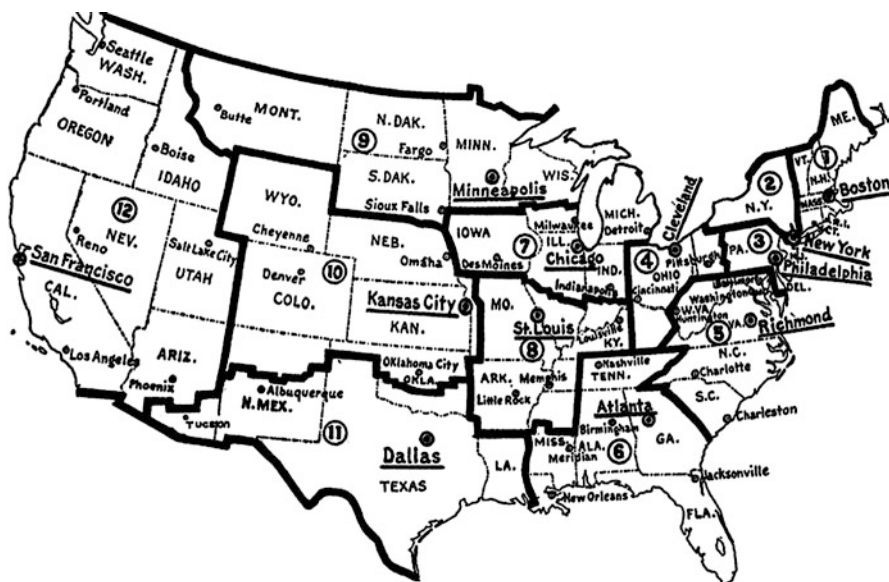 Seattle
WASH.
Portland
OREGON
Boise
IDAHO
12
NEV.
Reno
San Francisco
CAL.
Los Angeles
Salt Lake City
UTAH
ARIZ.
Phoenix
Tucson
MONT.
Butte
9
N. DAK.
Fargo
S. DAK.
Sioux Falls
MINN.
Minneapolis
WIS.
WYO.
Cheyenne
NEB.
Omaha
10
Denver
COLO.
Kansas City
KAN.
Oklahoma City
OKLA.
Albuquerque
N. MEX.
11
Dallas
TEXAS
IOWA
Des Moines
7
Milwaukee
ILL.
Chicago
MICH.
Detroit
IND.
Indianapolis
MO.
St. Louis
8
Louisville
KY.
ARK.
Little Rock
Memphis
Nashville
TENN.
Atlanta
Birmingham
MISS.
ALA.
Meridian
6
GA.
LA.
New Orleans
Jacksonville
FLA.
Cleveland
4
OHIO
Pittsburgh
Cincinnati
W. VA.
Huntington
5
VA.
Richmond
N. C.
Charlotte
S. C.
Charleston
Baltimore
Washington
DEL.
PA.
3
Philadelphia
N.J.
New York
2
N. Y.
ME.
VT.
1
N. H.
MASS.
Boston
R. I.
CT.